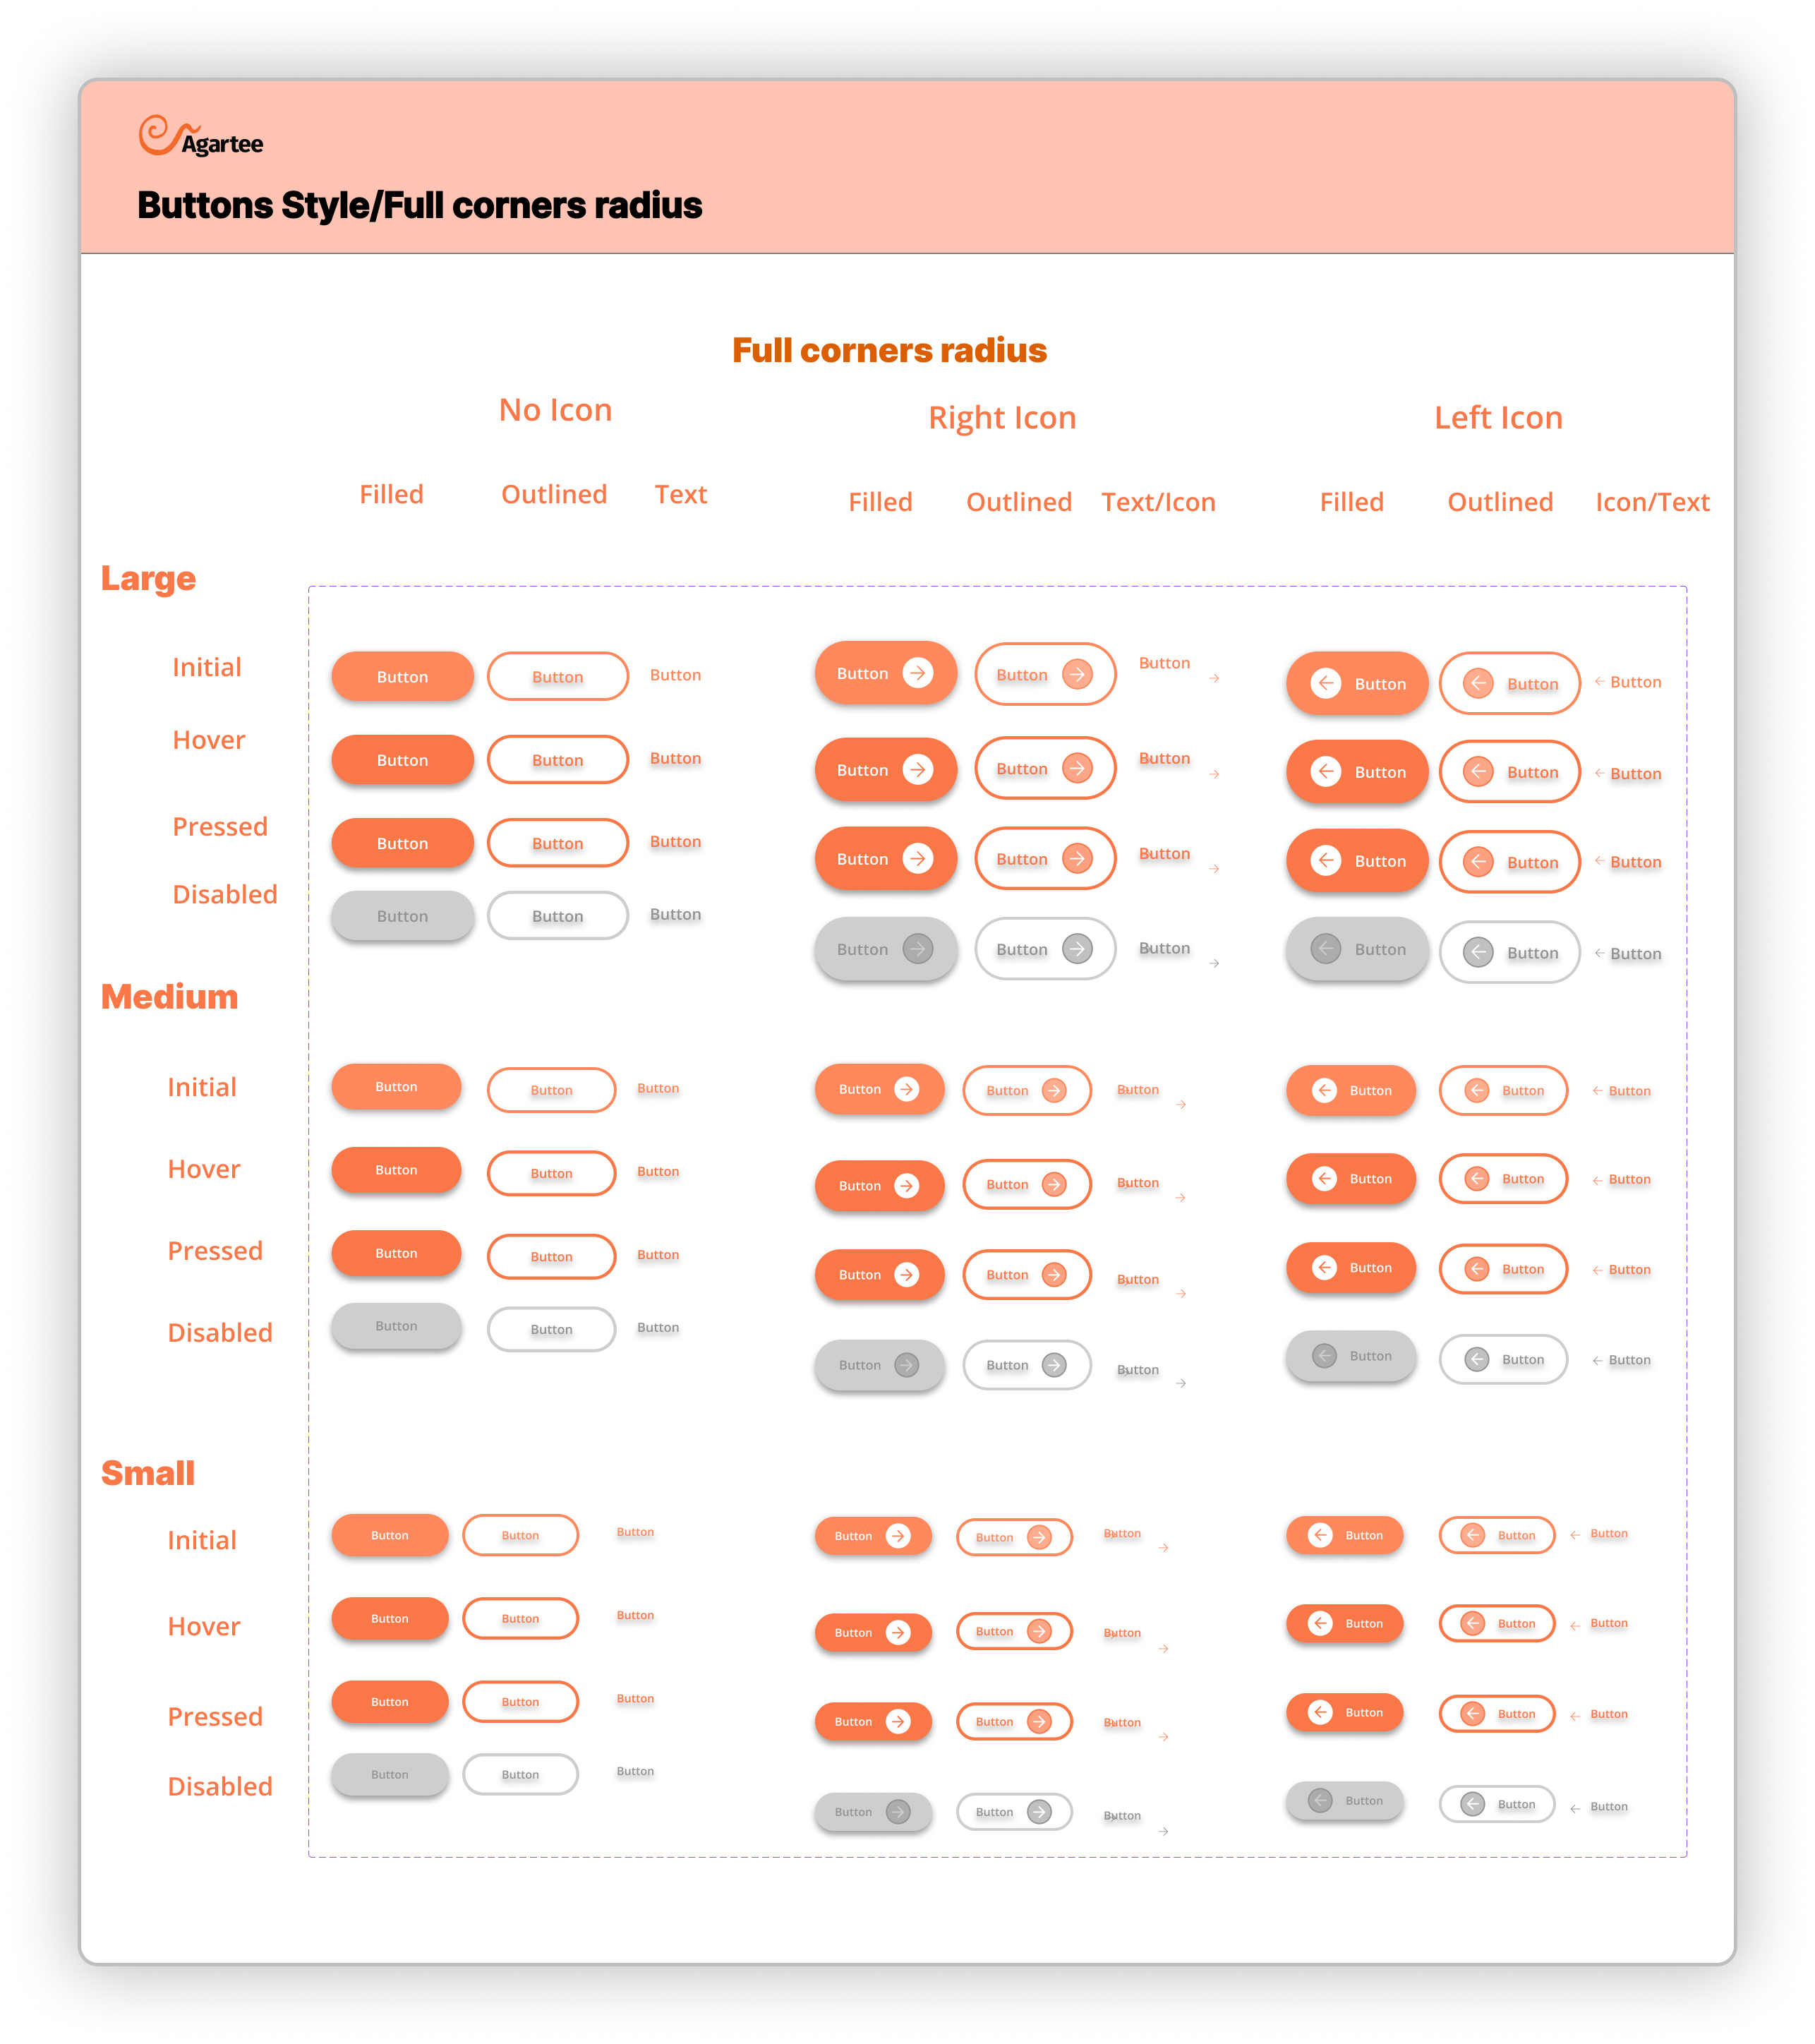 Agartee
Buttons Style/Full corners radius
Full corners radius
No Icon Right Icon Left Icon
Filled Outlined Text Filled Outlined Text/Icon Filled Outlined Icon/Text
Large
Initial Button Button Button Button Button Button Button Button Button
Hover Button Button Button Button Button Button Button Button Button
Pressed Button Button Button Button Button Button Button Button Button
Disabled Button Button Button Button Button Button Button Button Button
Medium
Initial Button Button Button Button Button Button Button Button Button
Hover Button Button Button Button Button Button Button Button Button
Pressed Button Button Button Button Button Button Button Button Button
Disabled Button Button Button Button Button Button Button Button Button
Small
Initial Button Button Button Button Button Button Button Button Button
Hover Button Button Button Button Button Button Button Button Button
Pressed Button Button Button Button Button Button Button Button Button
Disabled Button Button Button Button Button Button Button Button Button